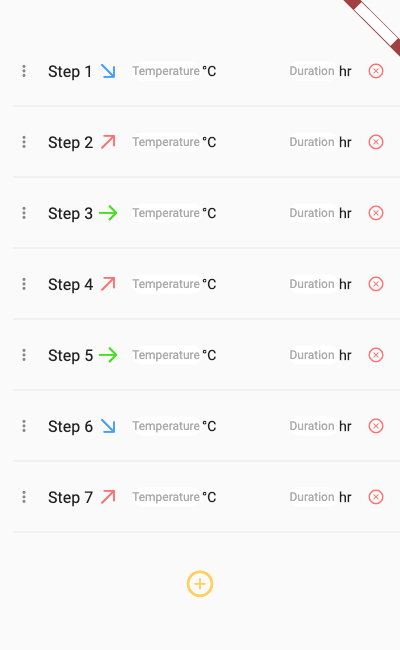 Step 1 Temperature °C Duration hr
Step 2 Temperature °C Duration hr
Step 3 Temperature °C Duration hr
Step 4 Temperature °C Duration hr
Step 5 Temperature °C Duration hr
Step 6 Temperature °C Duration hr
Step 7 Temperature °C Duration hr